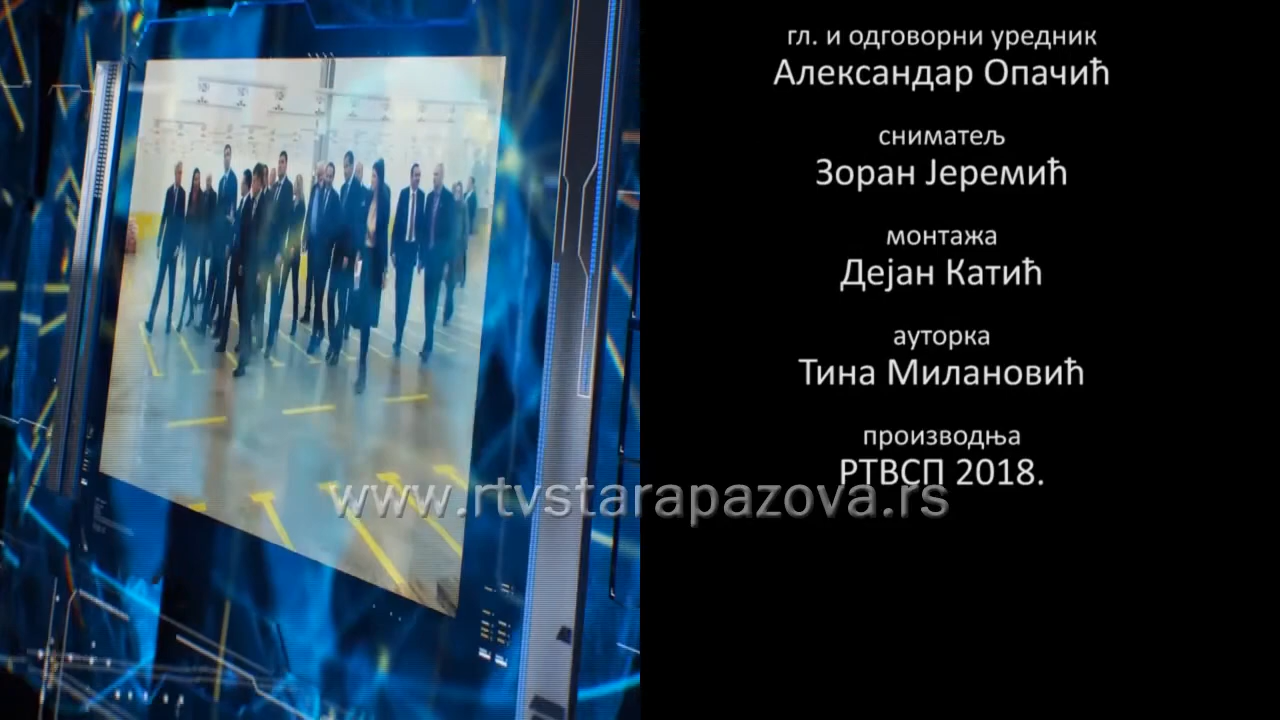 гл. и одговорни уредник
Александар Опачић
сниматељ
Зоран Јеремић
монтажа
Дејан Катић
ауторка
Тина Милановић
производња
РТВСП 2018.
www.rtvstarapazova.rs